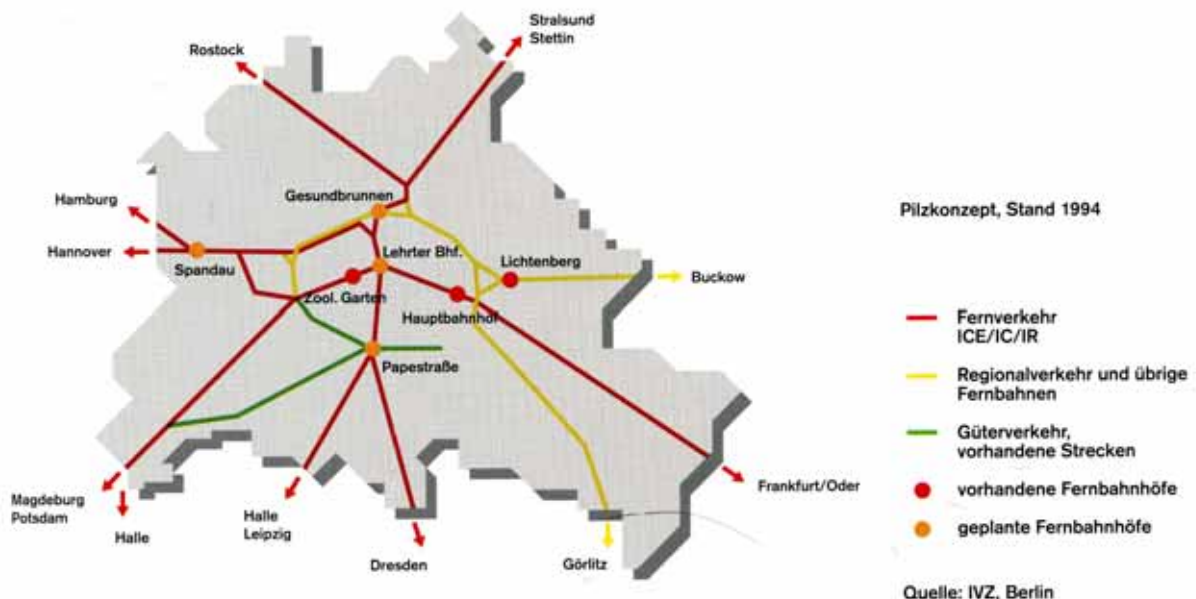 Stralsund
Stettin
Rostock
Gesundbrunnen
Hamburg
Hannover
Spandau
Lehrter Bhf.
Lichtenberg
Zool. Garten
Hauptbahnhof
Buckow
Papestraße
Magdeburg
Potsdam
Halle
Halle
Leipzig
Dresden
Görlitz
Frankfurt/Oder
Pilzkonzept, Stand 1994
Fernverkehr
ICE/IC/IR
Regionalverkehr und übrige
Fernbahnen
Güterverkehr,
vorhandene Strecken
vorhandene Fernbahnhöfe
geplante Fernbahnhöfe
Quelle: IVZ, Berlin